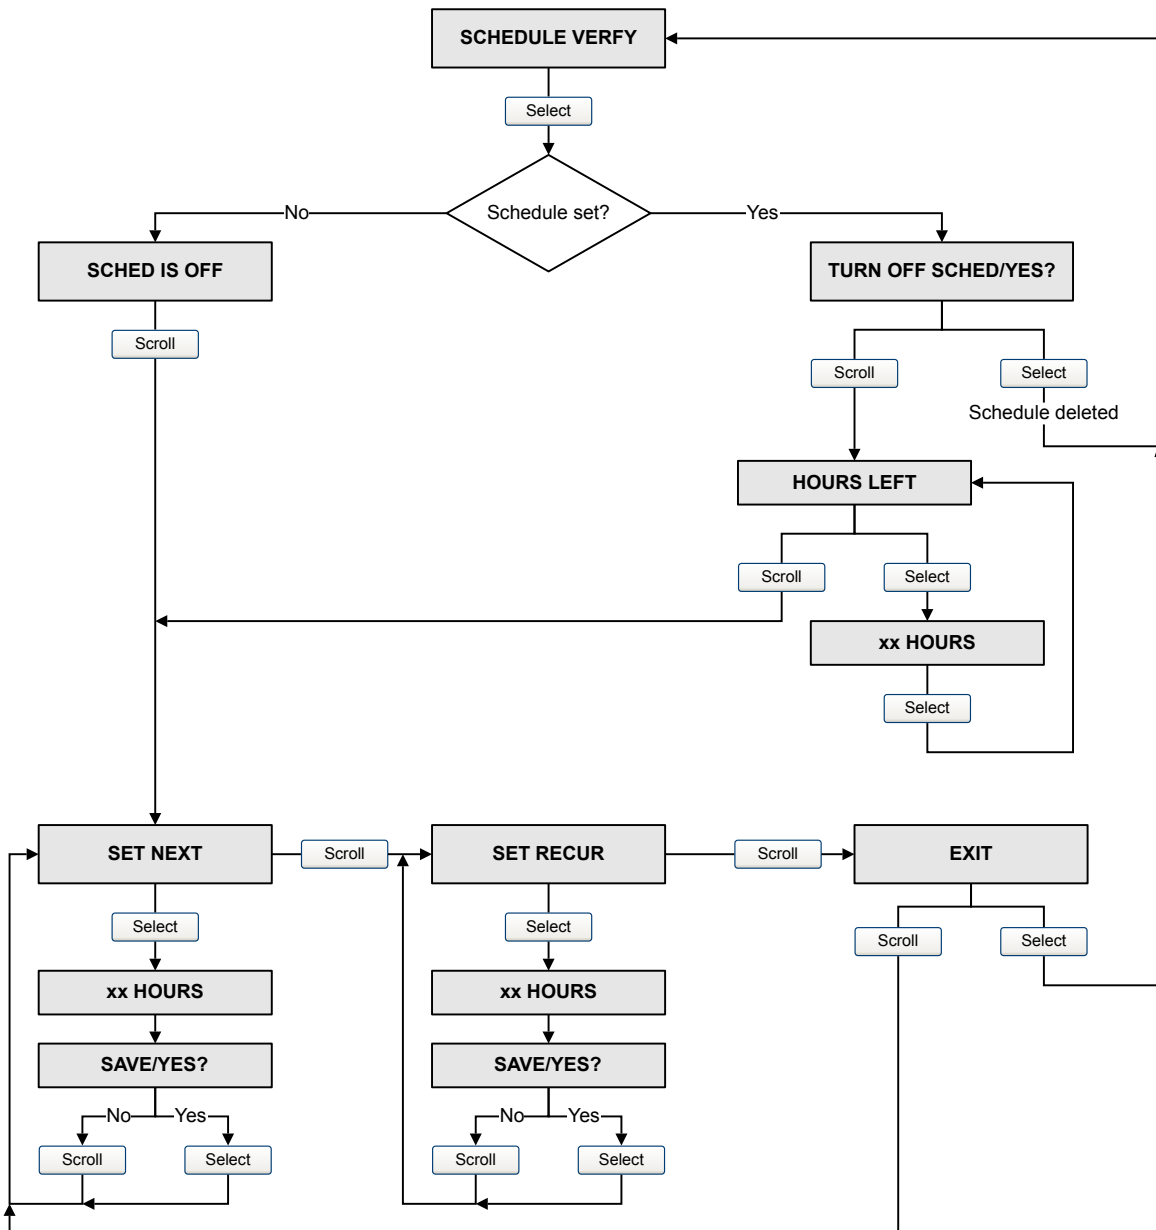 SCHEDULE VERFY
Select
Schedule set?
No
Yes
SCHED IS OFF
TURN OFF SCHED/YES?
Scroll
Scroll
Select
Schedule deleted
HOURS LEFT
Scroll
Select
xx HOURS
Select
SET NEXT
Scroll
SET RECUR
Scroll
EXIT
Select
Select
Scroll
Select
xx HOURS
xx HOURS
SAVE/YES?
SAVE/YES?
No
Yes
No
Yes
Scroll
Select
Scroll
Select